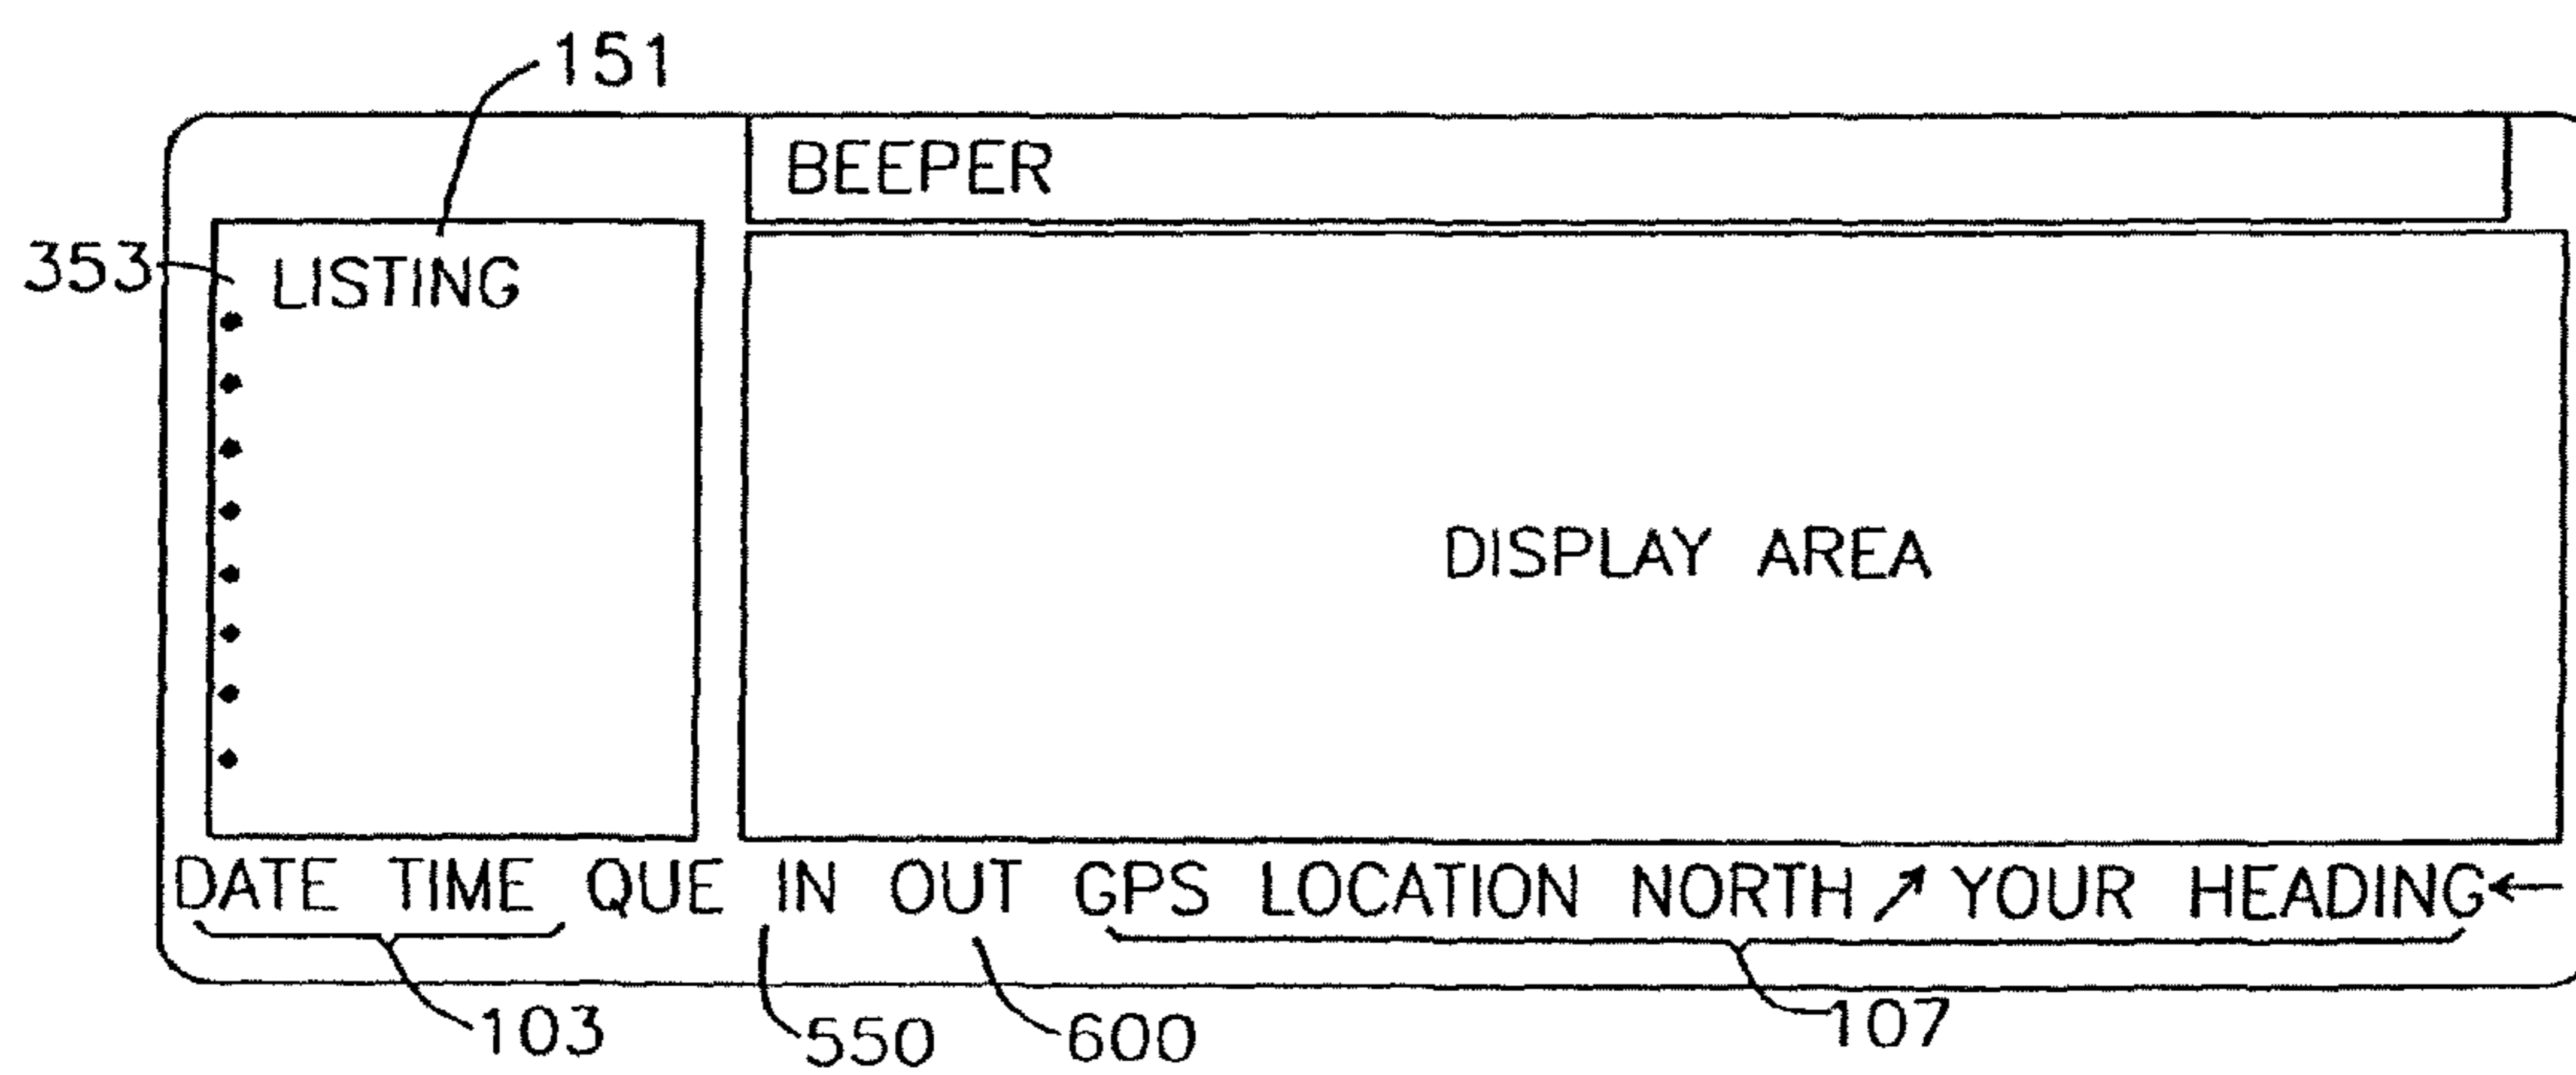 151
BEEPER
353 LISTING
DISPLAY AREA
DATE TIME QUE IN OUT GPS LOCATION NORTH ↗ YOUR HEADING ←
103 550 600 107